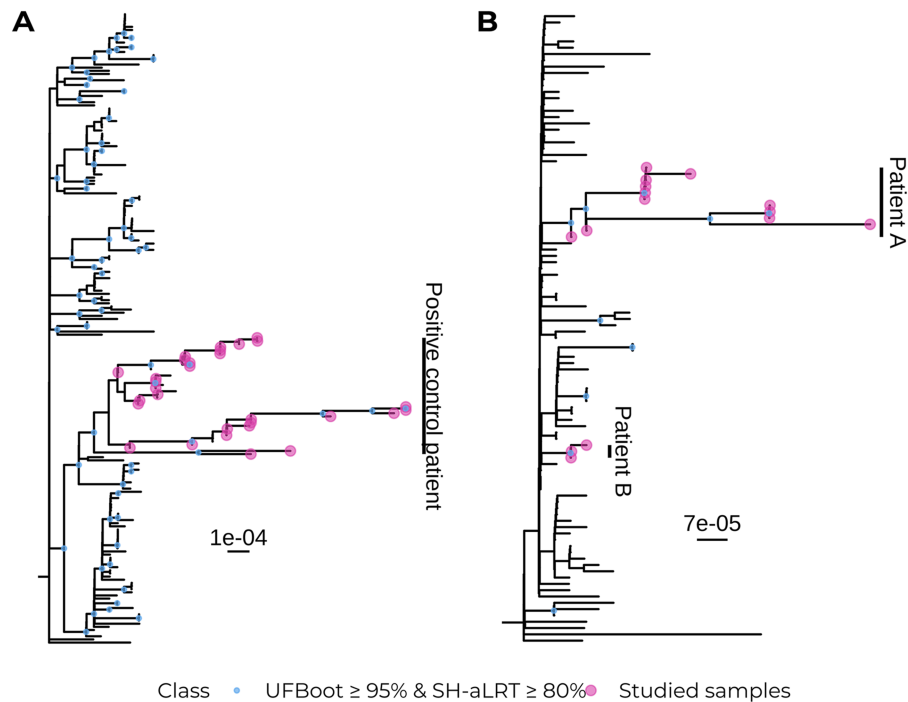 A
B
Patient A
Positive control patient
Patient B
1e-04
7e-05
Class
UFBoot ≥ 95% & SH-aLRT ≥ 80%
Studied samples